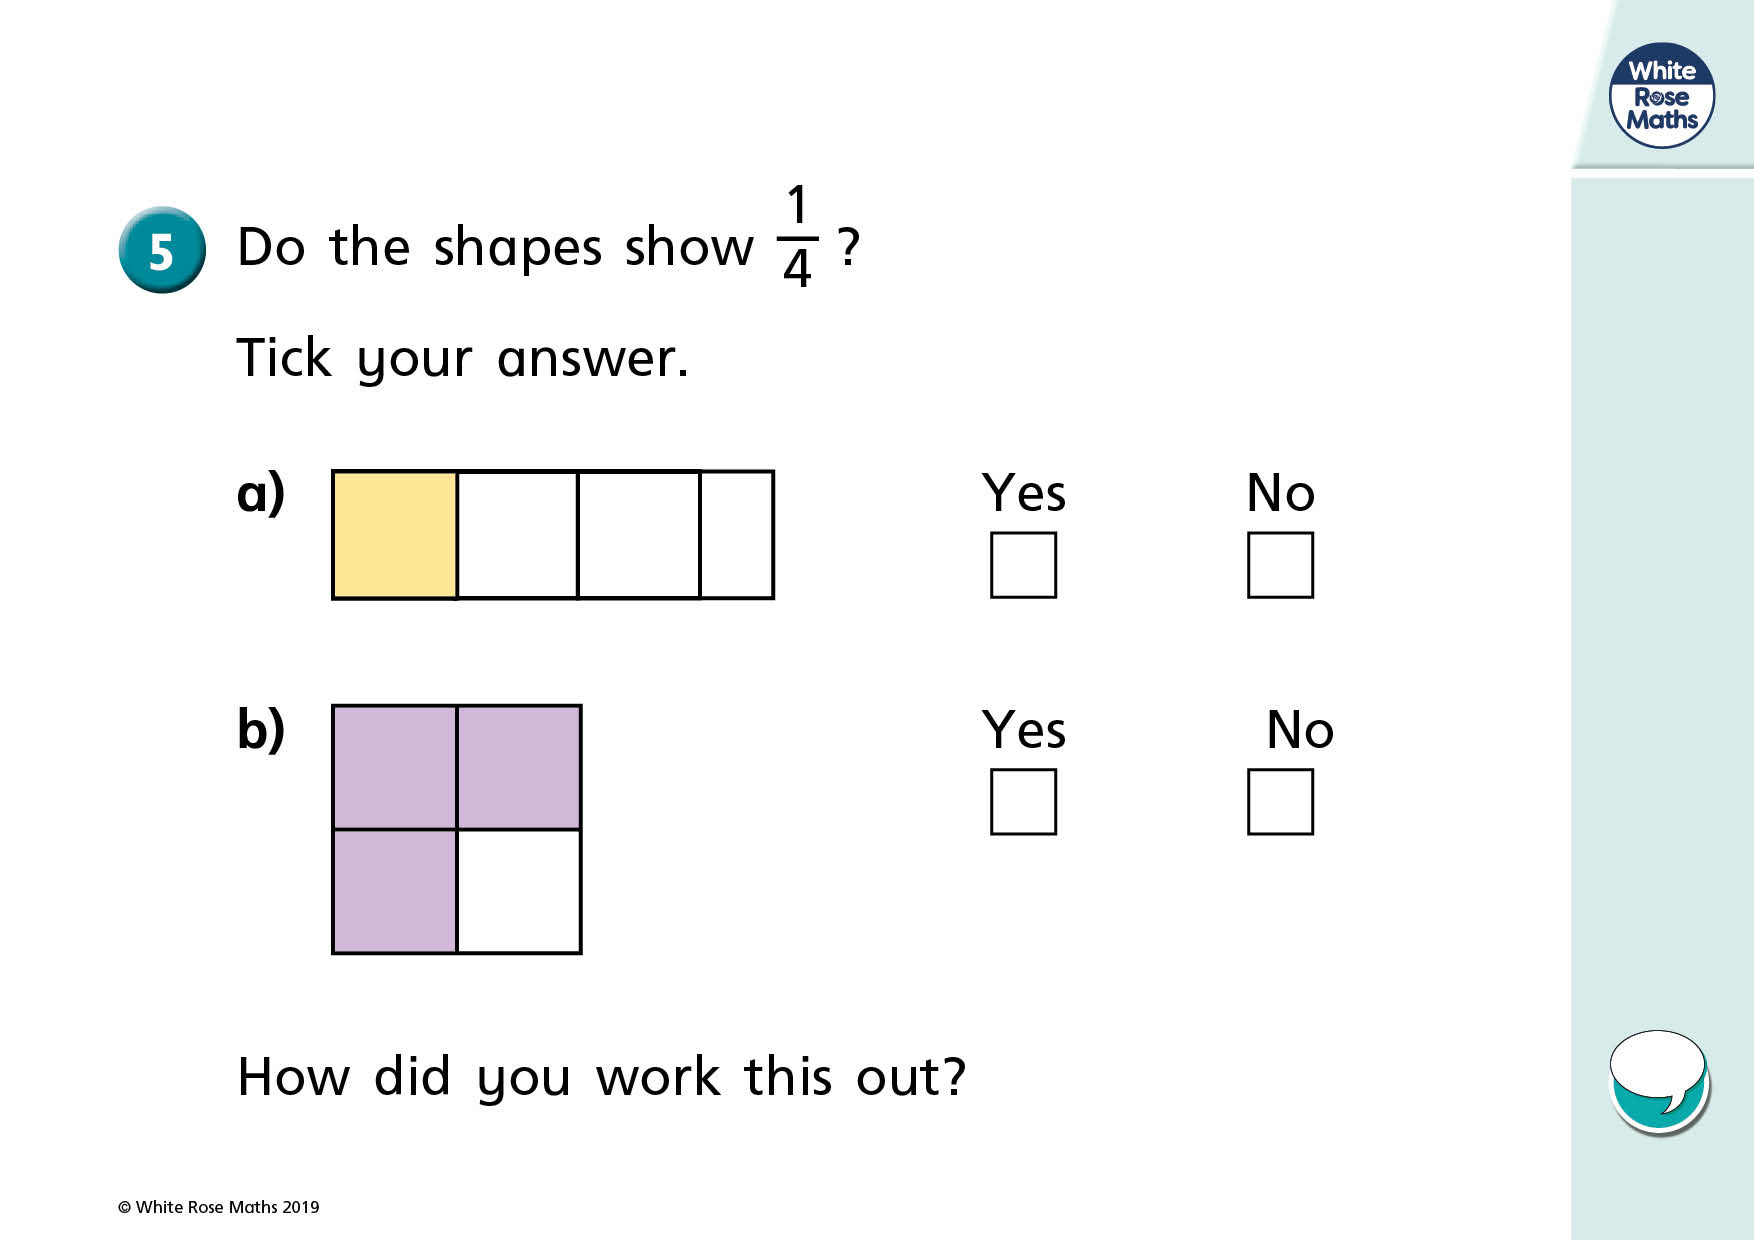 White
Rose
Maths
5 Do the shapes show 1/4 ?
Tick your answer.
a) Yes No
b) Yes No
How did you work this out?
© White Rose Maths 2019